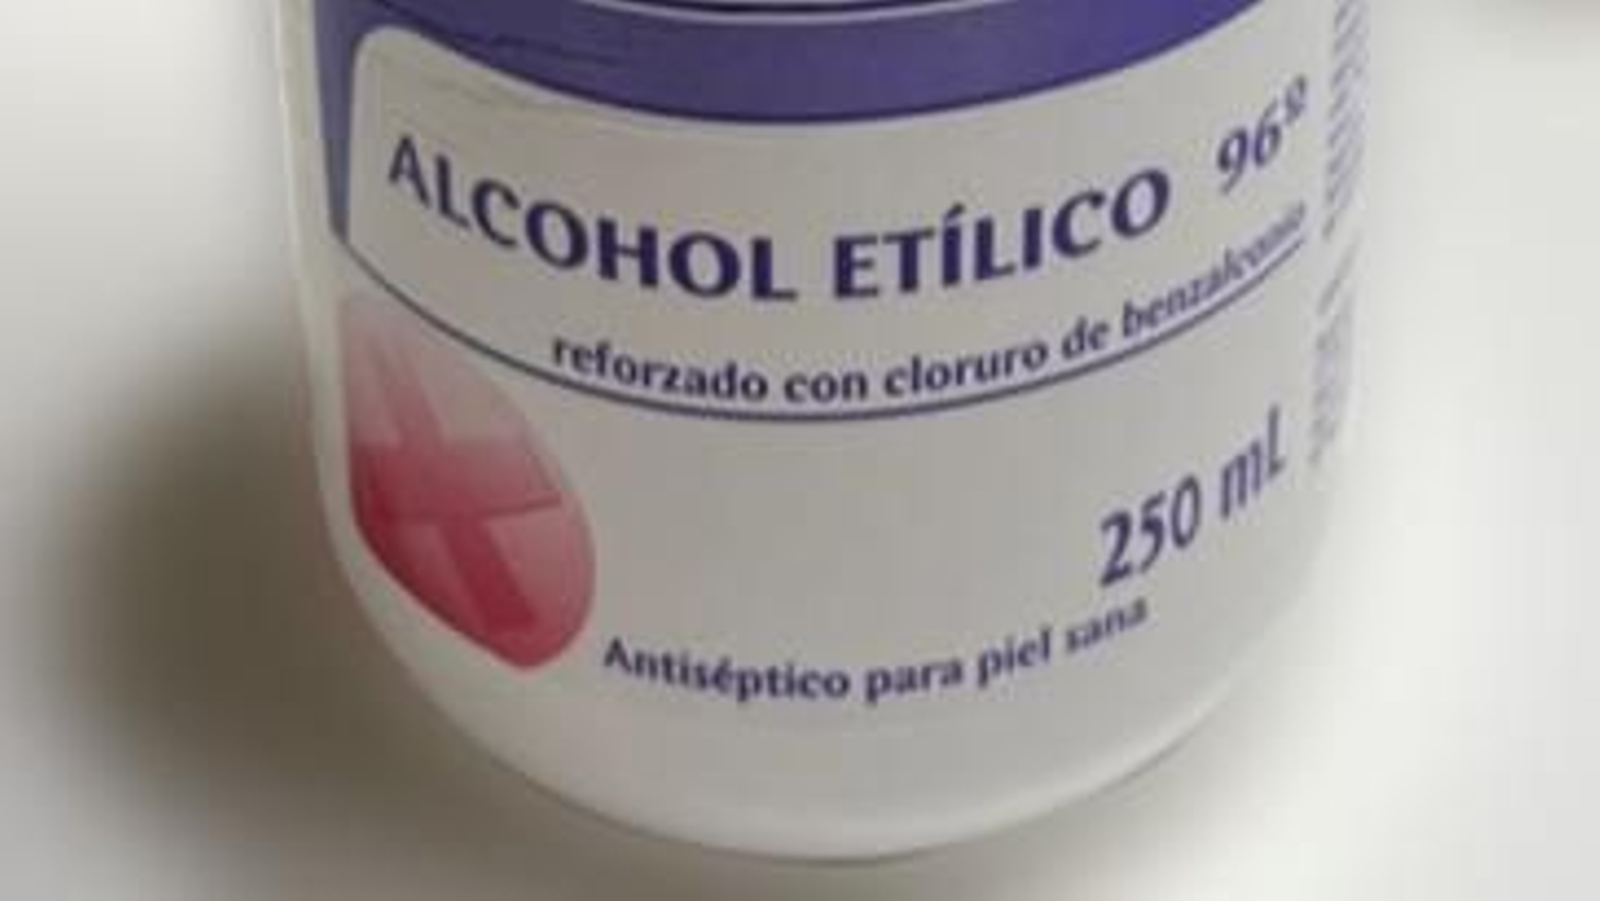 ALCOHOL ETÍLICO 96º
reforzado con cloruro de benzalconio
250 mL
Antiséptico para piel sana